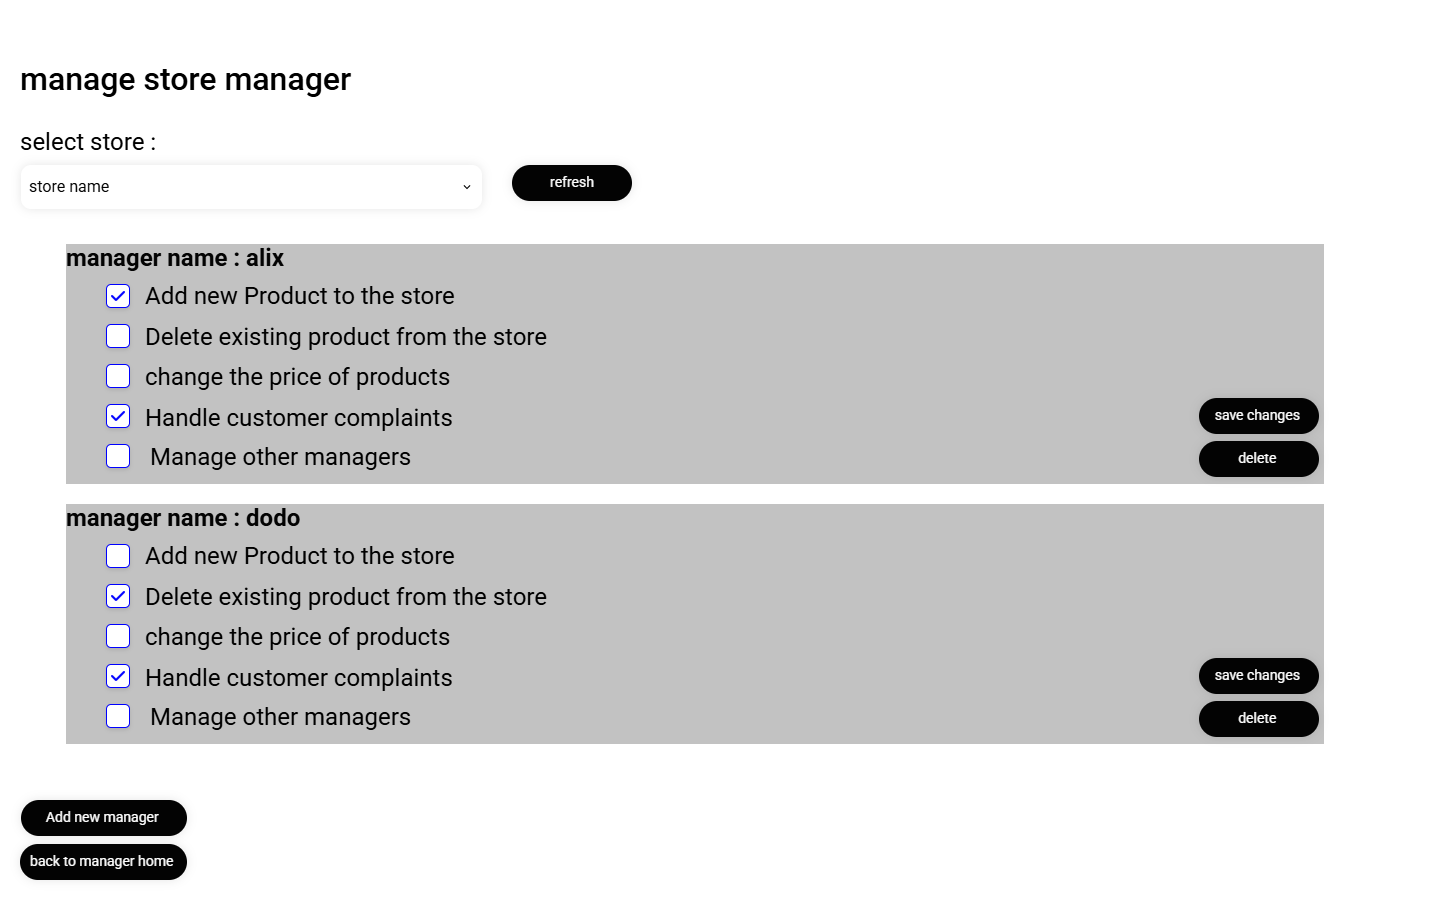 manage store manager
select store :
store name
refresh
manager name : alix
Add new Product to the store
Delete existing product from the store
change the price of products
Handle customer complaints
save changes
Manage other managers
delete
manager name : dodo
Add new Product to the store
Delete existing product from the store
change the price of products
Handle customer complaints
save changes
Manage other managers
delete
Add new manager
back to manager home